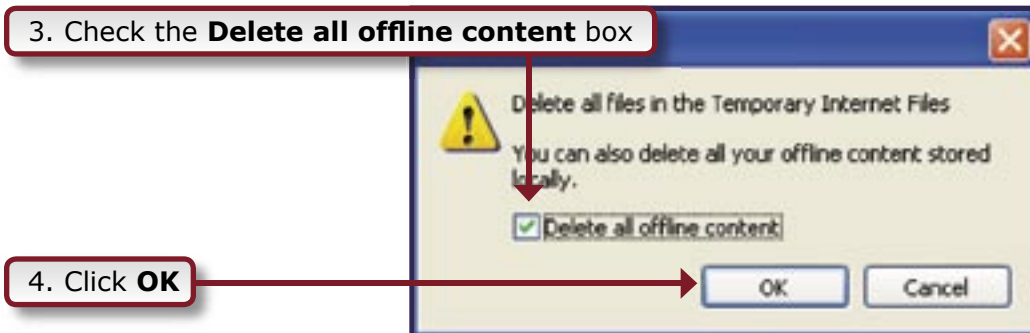 3. Check the Delete all offline content box
Delete all files in the Temporary Internet Files
You can also delete all your offline content stored
locally.
Delete all offline content
4. Click OK
OK
Cancel